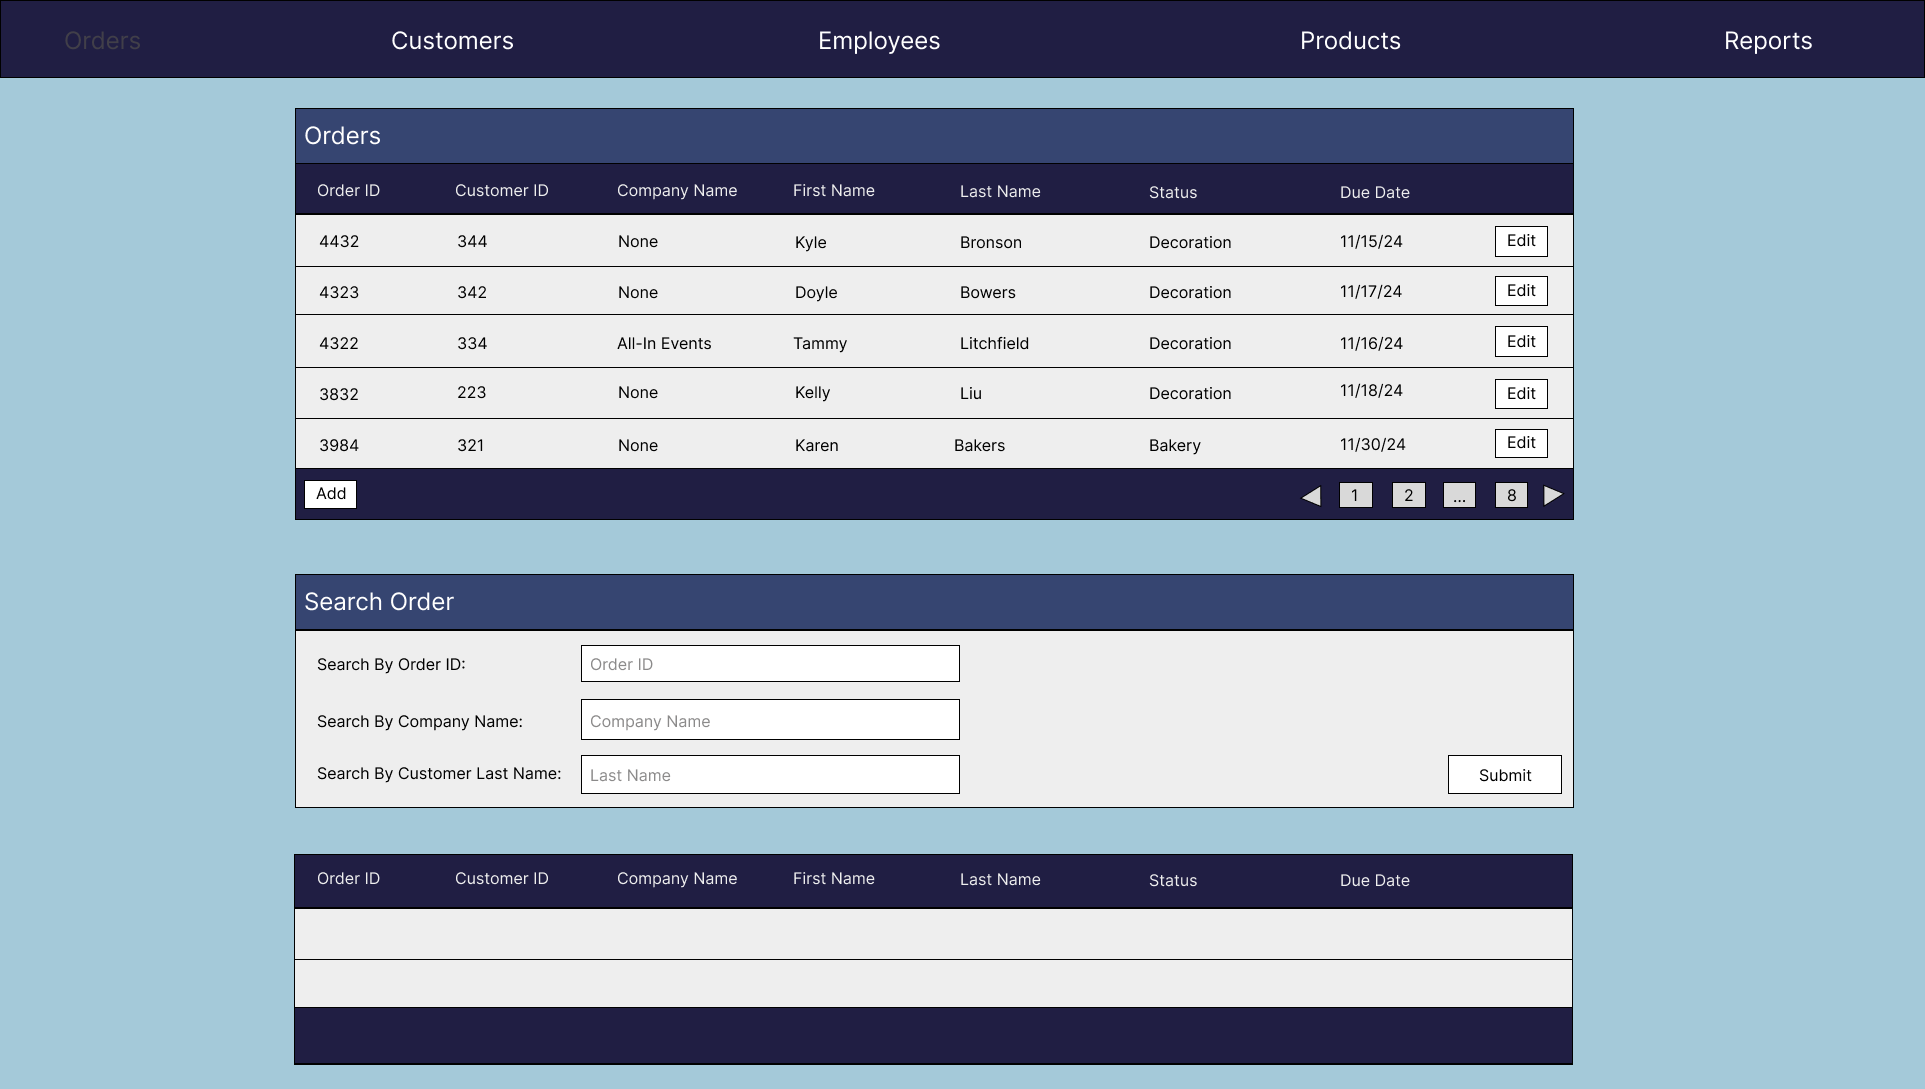 Orders Customers Employees Products Reports
Orders
Order ID Customer ID Company Name First Name Last Name Status Due Date
4432 344 None Kyle Bronson Decoration 11/15/24 Edit
4323 342 None Doyle Bowers Decoration 11/17/24 Edit
4322 334 All-In Events Tammy Litchfield Decoration 11/16/24 Edit
3832 223 None Kelly Liu Decoration 11/18/24 Edit
3984 321 None Karen Bakers Bakery 11/30/24 Edit
Add 1 2 ... 8
Search Order
Search By Order ID: Order ID
Search By Company Name: Company Name
Search By Customer Last Name: Last Name Submit
Order ID Customer ID Company Name First Name Last Name Status Due Date